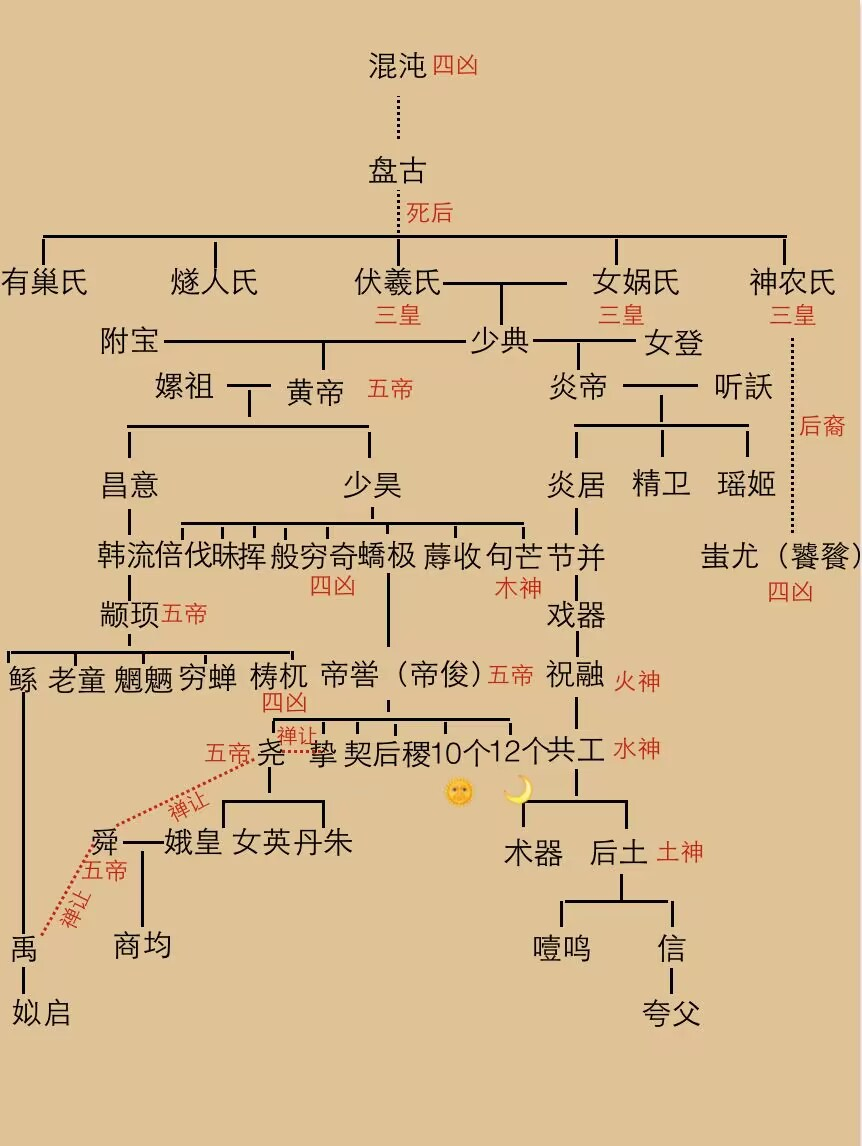 混沌 四凶
盘古
死后
有巢氏 燧人氏 伏羲氏 女娲氏 神农氏
三皇 三皇 三皇
附宝 少典 女登
嫘祖 黄帝 五帝 炎帝 听訞
后裔
昌意 少昊 炎居 精卫 瑶姬
韩流 倍伐 昧 挥 般 穷奇 蟜极 蓐收 句芒 节并 蚩尤（饕餮）
四凶 木神 四凶
颛顼 五帝 戏器
鲧 老童 魍魉 穷蝉 梼杌 帝喾（帝俊） 五帝 祝融 火神
四凶
禅让
五帝 尧 挚 契 后稷 10个 12个 共工 水神
🌞 🌙
禅让
舜 娥皇 女英 丹朱 术器 后土 土神
五帝
禅让
禹 商均 噎鸣 信
姒启 夸父